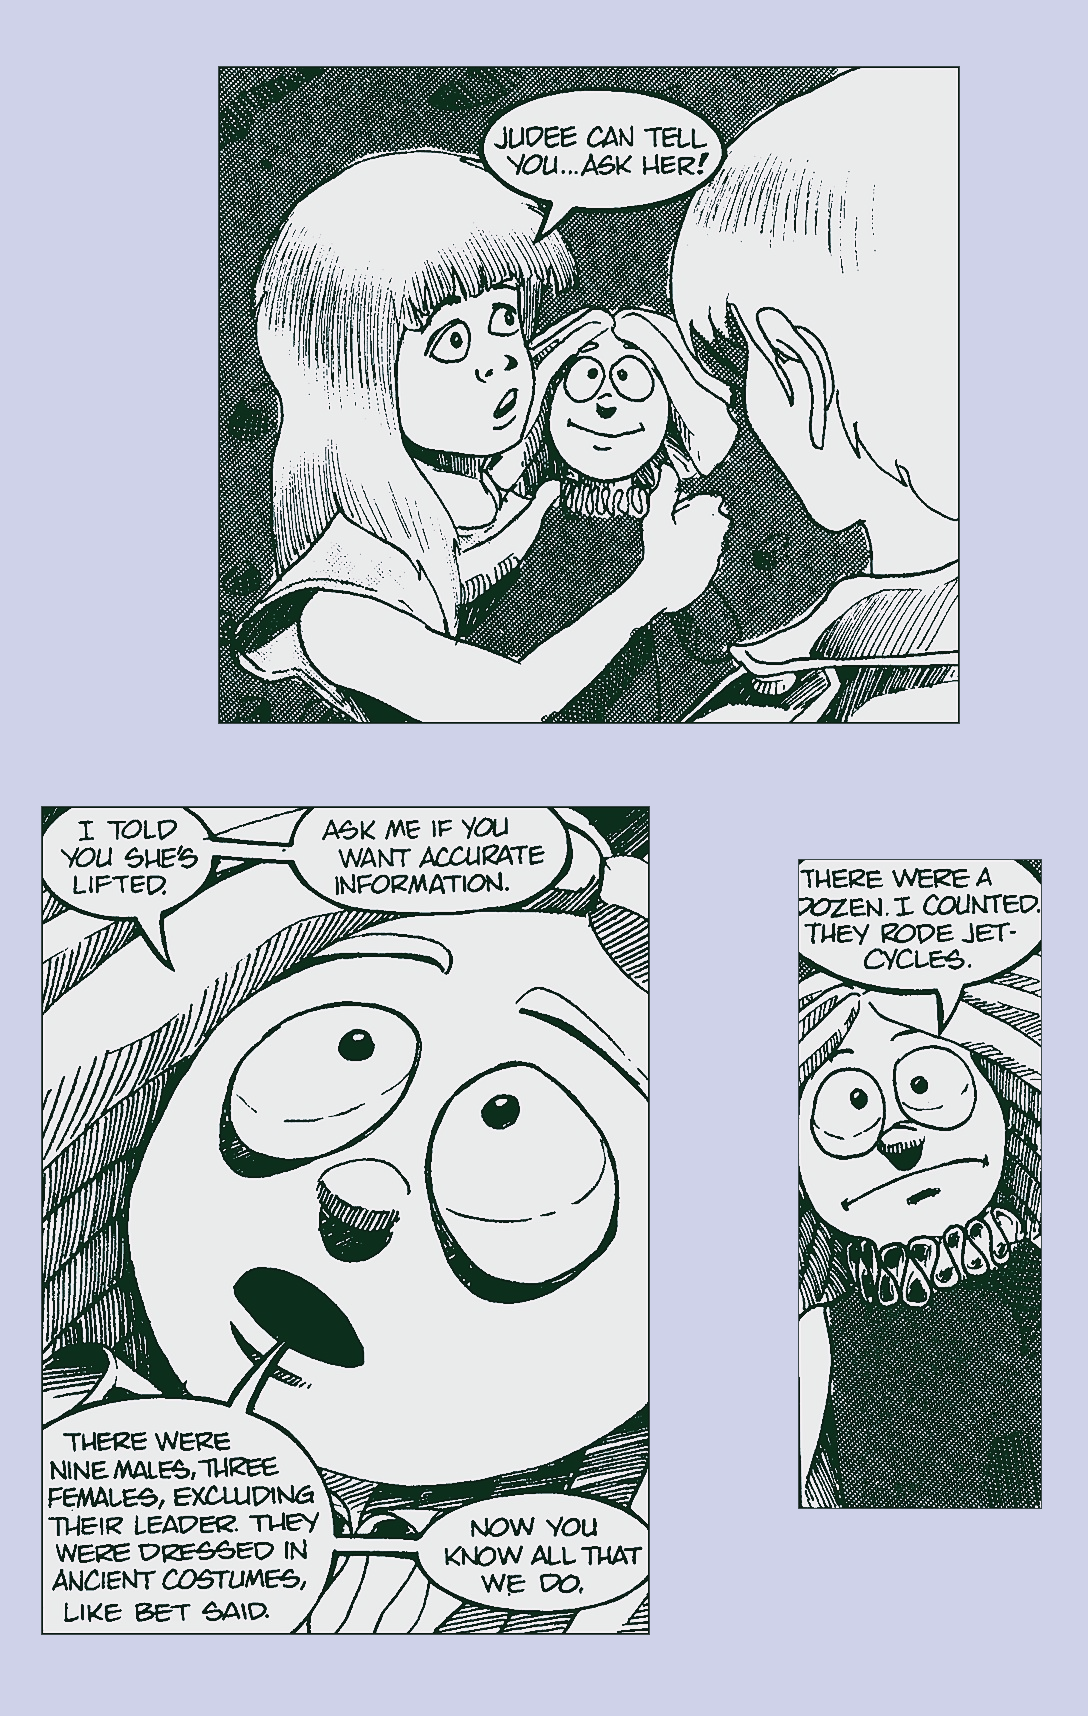 JUDEE CAN TELL
YOU...ASK HER!
I TOLD
YOU SHE'S
LIFTED.
ASK ME IF YOU
WANT ACCURATE
INFORMATION.
THERE WERE
NINE MALES, THREE
FEMALES, EXCLUDING
THEIR LEADER. THEY
WERE DRESSED IN
ANCIENT COSTUMES,
LIKE BET SAID.
NOW YOU
KNOW ALL THAT
WE DO.
THERE WERE A
DOZEN. I COUNTED.
THEY RODE JET-
CYCLES.